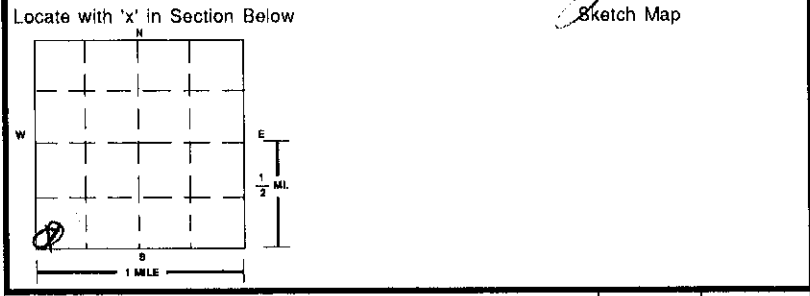 Locate with 'x' in Section Below
Sketch Map
N
W
E
1/2 MI.
S
1 MILE